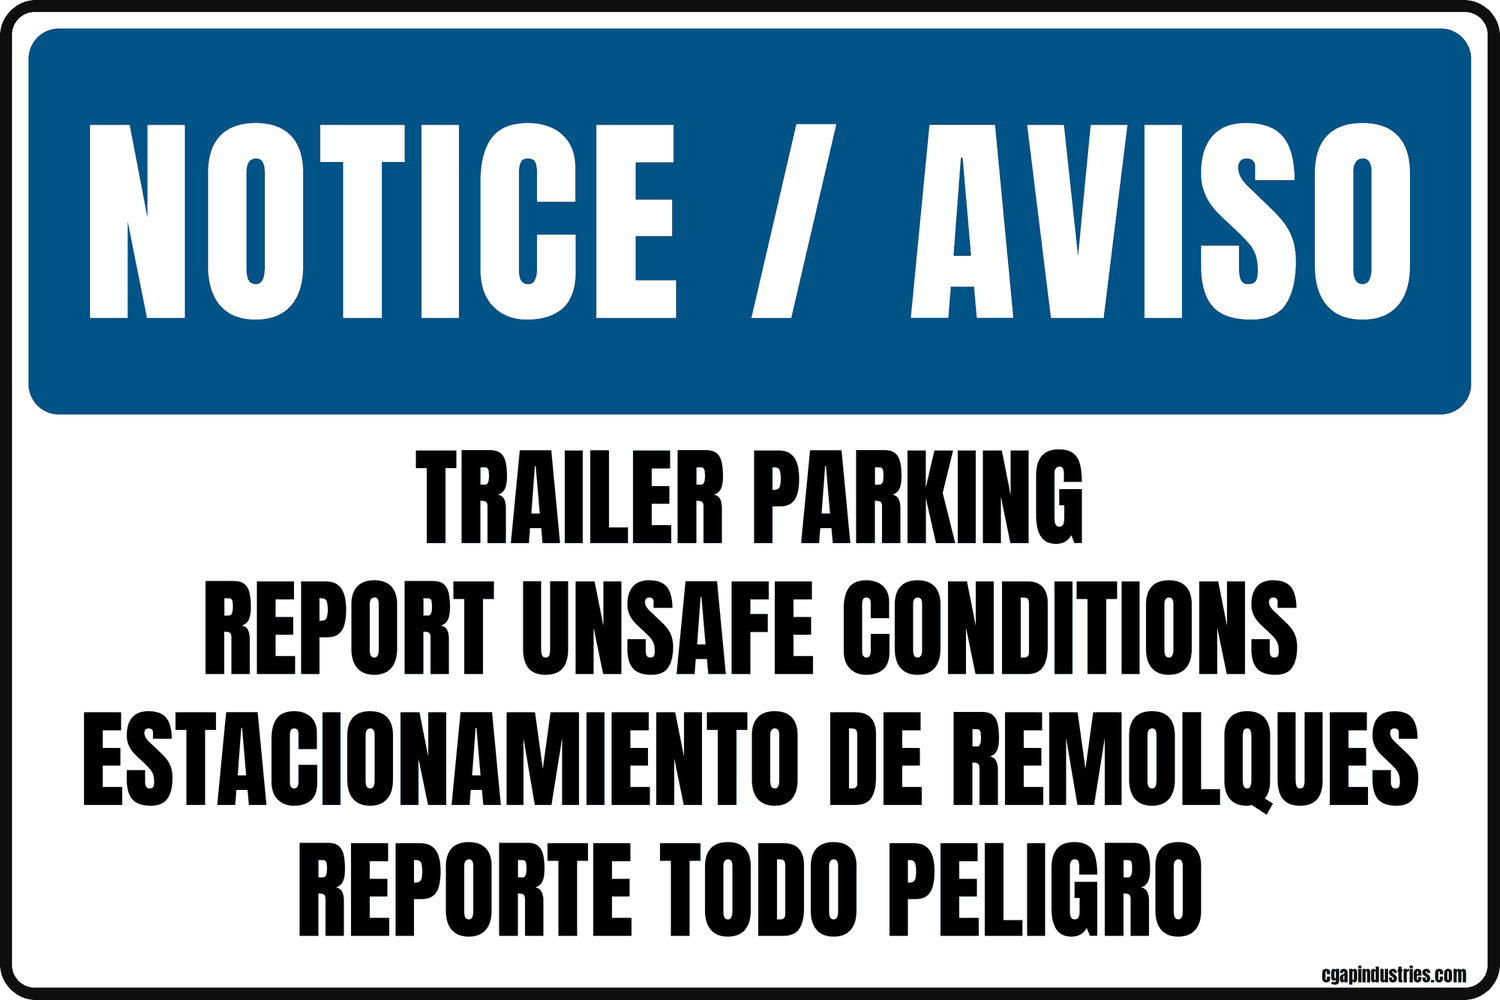 NOTICE / AVISO
TRAILER PARKING
REPORT UNSAFE CONDITIONS
ESTACIONAMIENTO DE REMOLQUES
REPORTE TODO PELIGRO
cgapindustries.com